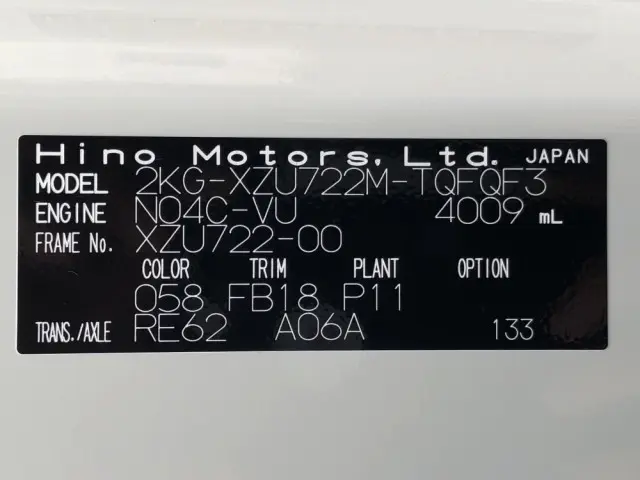 Hino Motors, Ltd. JAPAN
MODEL 2KG-XZU722M-TQFQF3
ENGINE N04C-VU 4009 mL
FRAME No. XZU722-00
COLOR TRIM PLANT OPTION
058 FB18 P11
TRANS./AXLE RE62 A06A 133